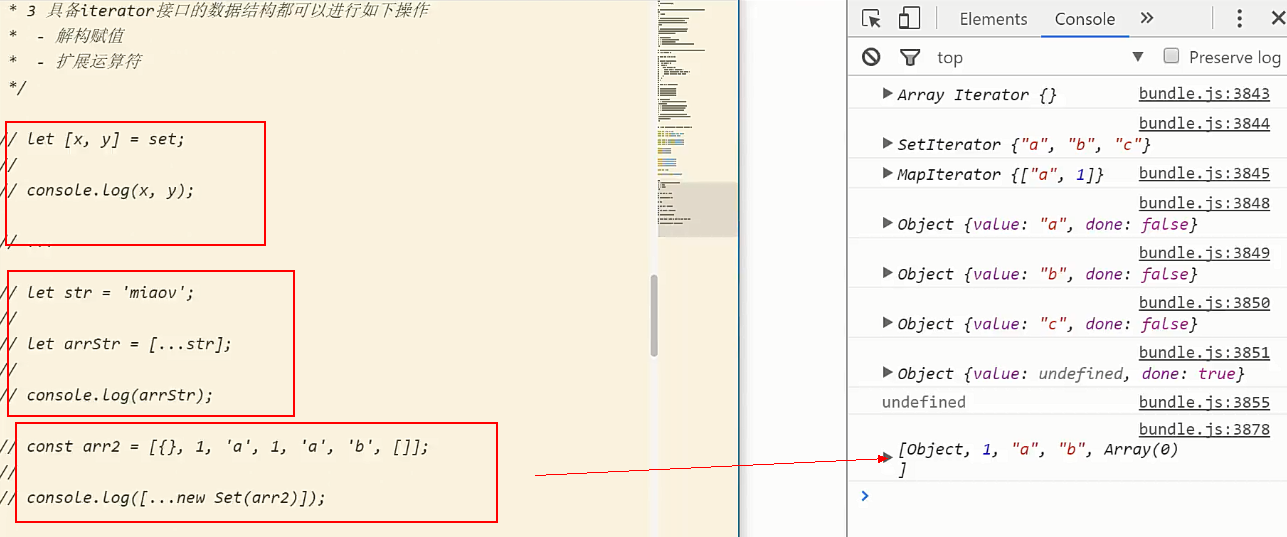 * 3 具备iterator接口的数据结构都可以进行如下操作
* - 解构赋值
* - 扩展运算符
*/
// let [x, y] = set;
//
// console.log(x, y);
// ...
// let str = 'miaov';
//
// let arrStr = [...str];
//
// console.log(arrStr);
// const arr2 = [{}, 1, 'a', 1, 'a', 'b', []];
//
// console.log([...new Set(arr2)]);
Elements Console »
top Preserve log
Array Iterator {} bundle.js:3843
bundle.js:3844
SetIterator {"a", "b", "c"}
MapIterator {["a", 1]} bundle.js:3845
bundle.js:3848
Object {value: "a", done: false}
bundle.js:3849
Object {value: "b", done: false}
bundle.js:3850
Object {value: "c", done: false}
bundle.js:3851
Object {value: undefined, done: true}
undefined bundle.js:3855
bundle.js:3878
[Object, 1, "a", "b", Array(0)
]
>